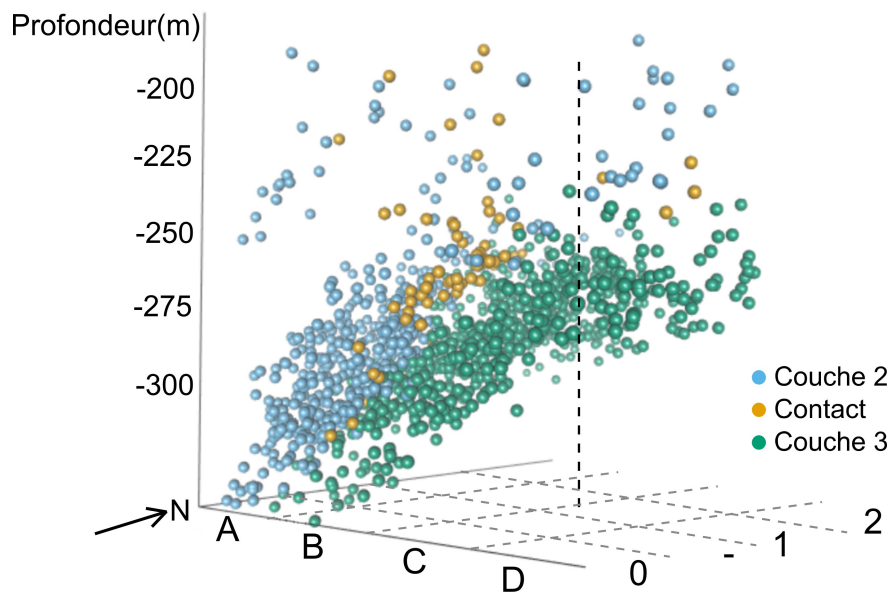 Profondeur(m)
-200
-225
-250
-275
-300
Couche 2
Contact
Couche 3
N
A
B
C
D
0
-
1
2